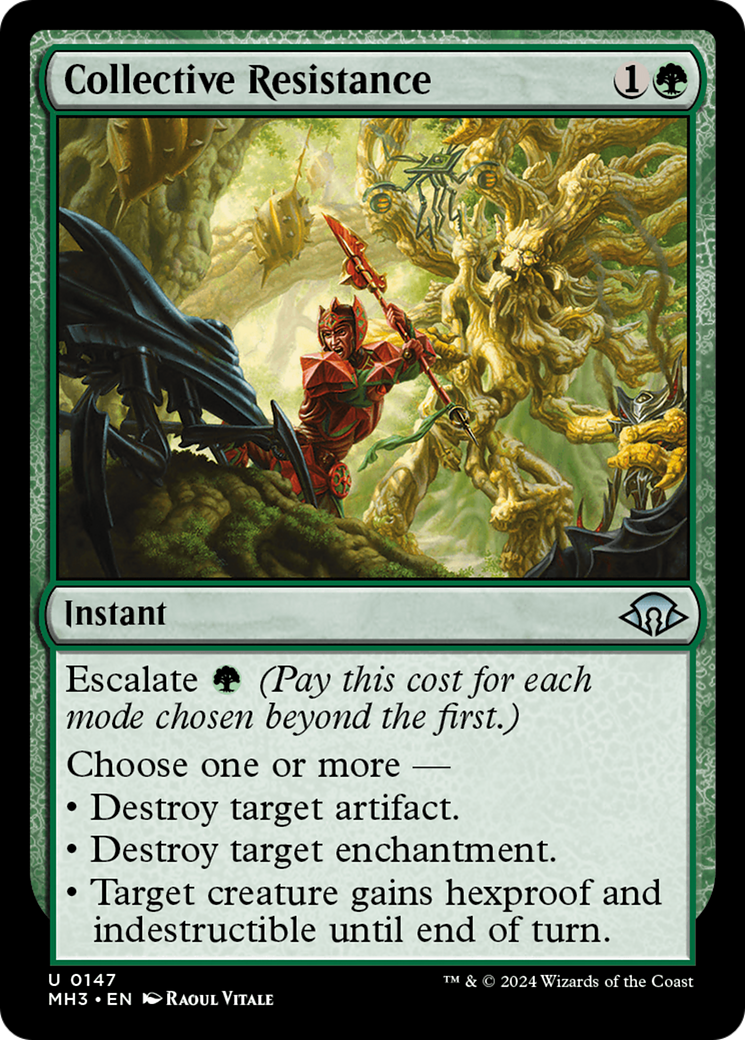 Collective Resistance 1
Instant
Escalate (Pay this cost for each
mode chosen beyond the first.)
Choose one or more —
• Destroy target artifact.
• Destroy target enchantment.
• Target creature gains hexproof and
indestructible until end of turn.
U 0147
MH3 • EN RAOUL VITALE
™ & © 2024 Wizards of the Coast